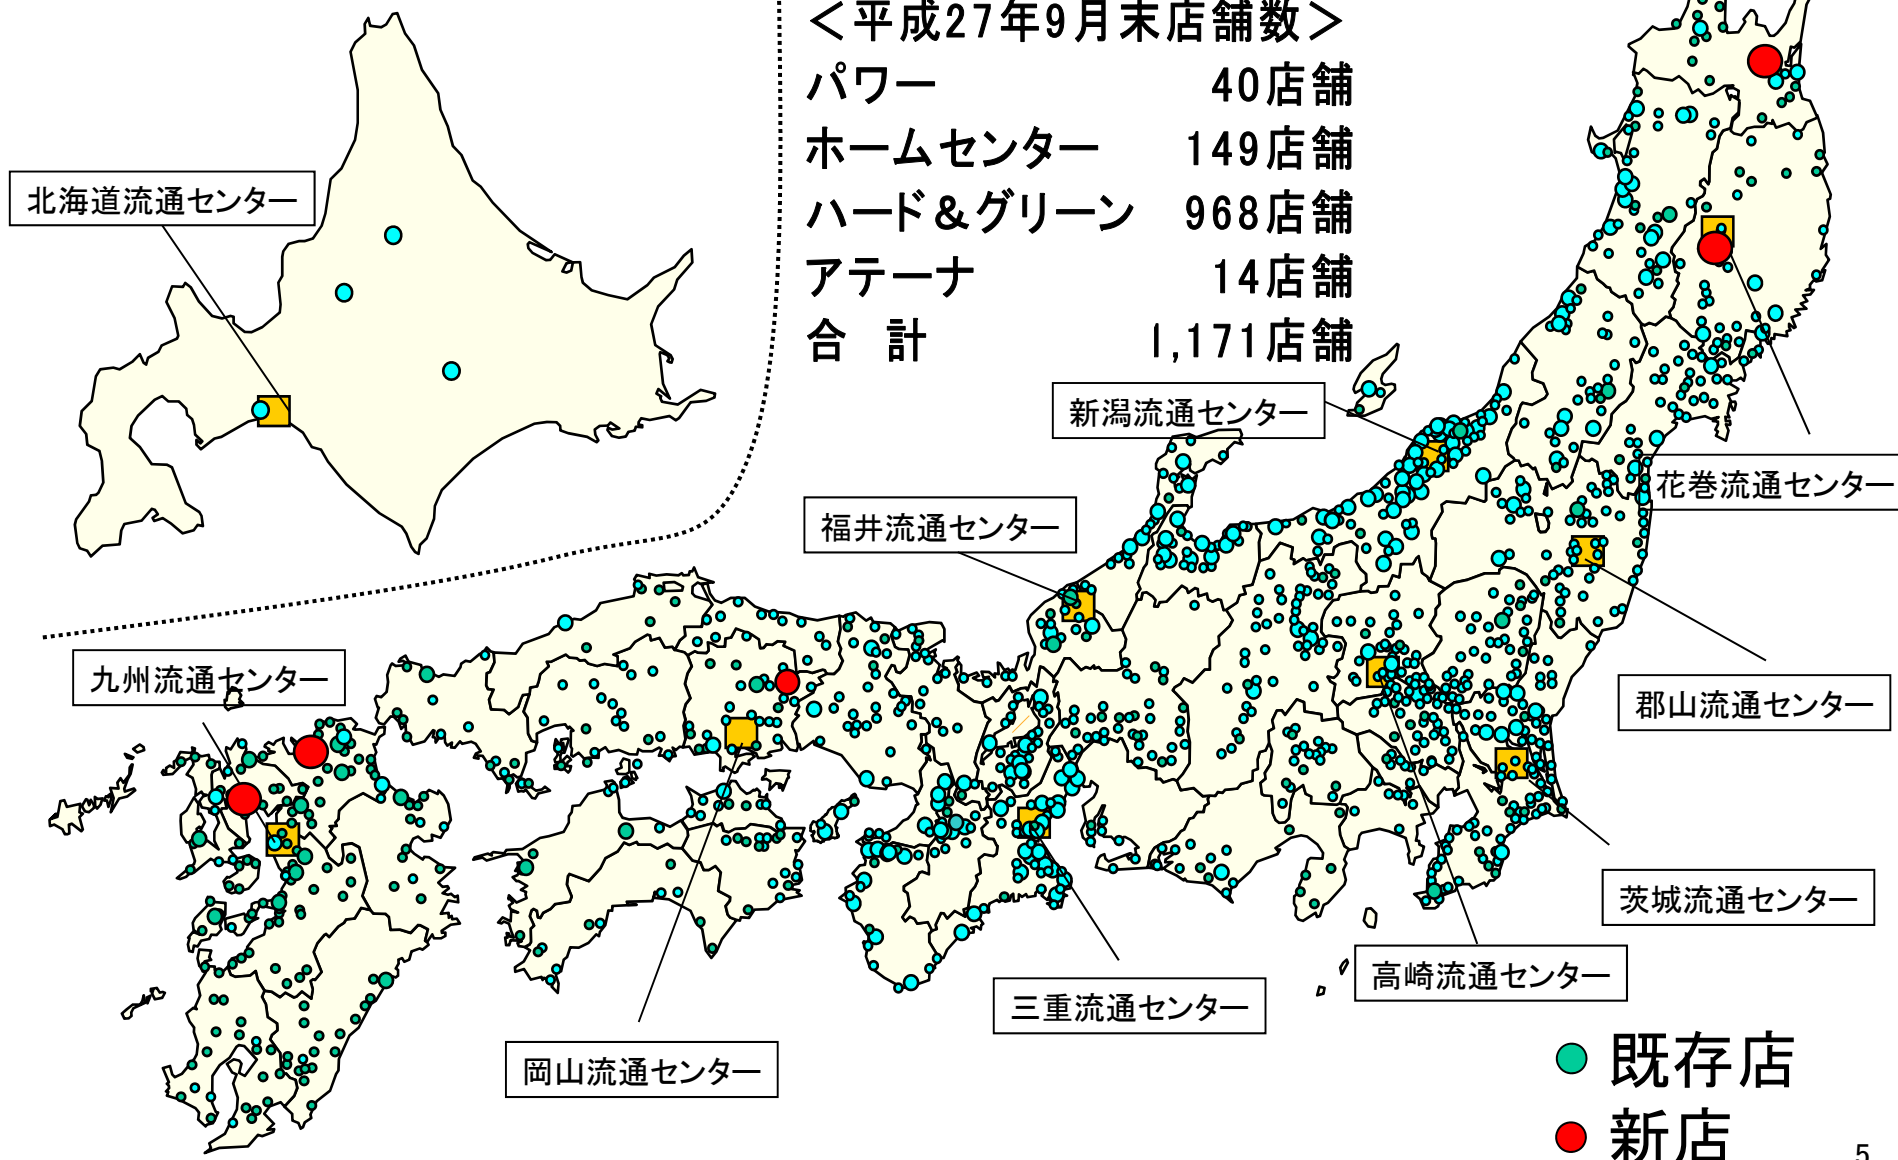 ＜平成27年9月末店舗数＞
パワー 40店舗
ホームセンター 149店舗
ハード＆グリーン 968店舗
アテーナ 14店舗
合 計 1,171店舗
北海道流通センター
新潟流通センター
花巻流通センター
福井流通センター
九州流通センター
郡山流通センター
茨城流通センター
高崎流通センター
三重流通センター
岡山流通センター
既存店
新店
5